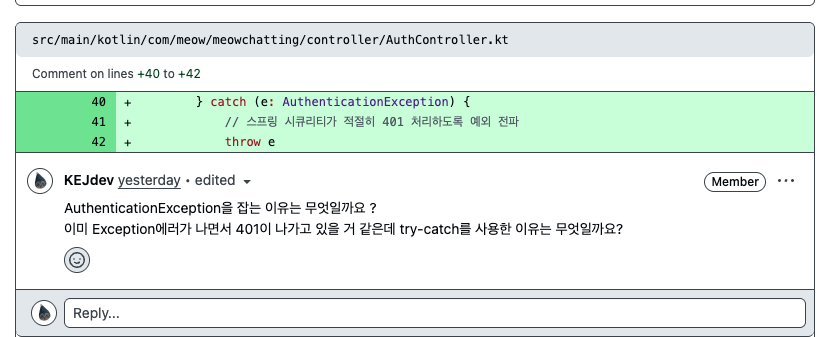 src/main/kotlin/com/meow/meowchatting/controller/AuthController.kt
Comment on lines +40 to +42
40 + } catch (e: AuthenticationException) {
41 + // 스프링 시큐리티가 적절히 401 처리하도록 예외 전파
42 + throw e
KEJdev yesterday • edited
Member ...
AuthenticationException을 잡는 이유는 무엇일까요 ?
이미 Exception에러가 나면서 401이 나가고 있을 거 같은데 try-catch를 사용한 이유는 무엇일까요?
Reply...